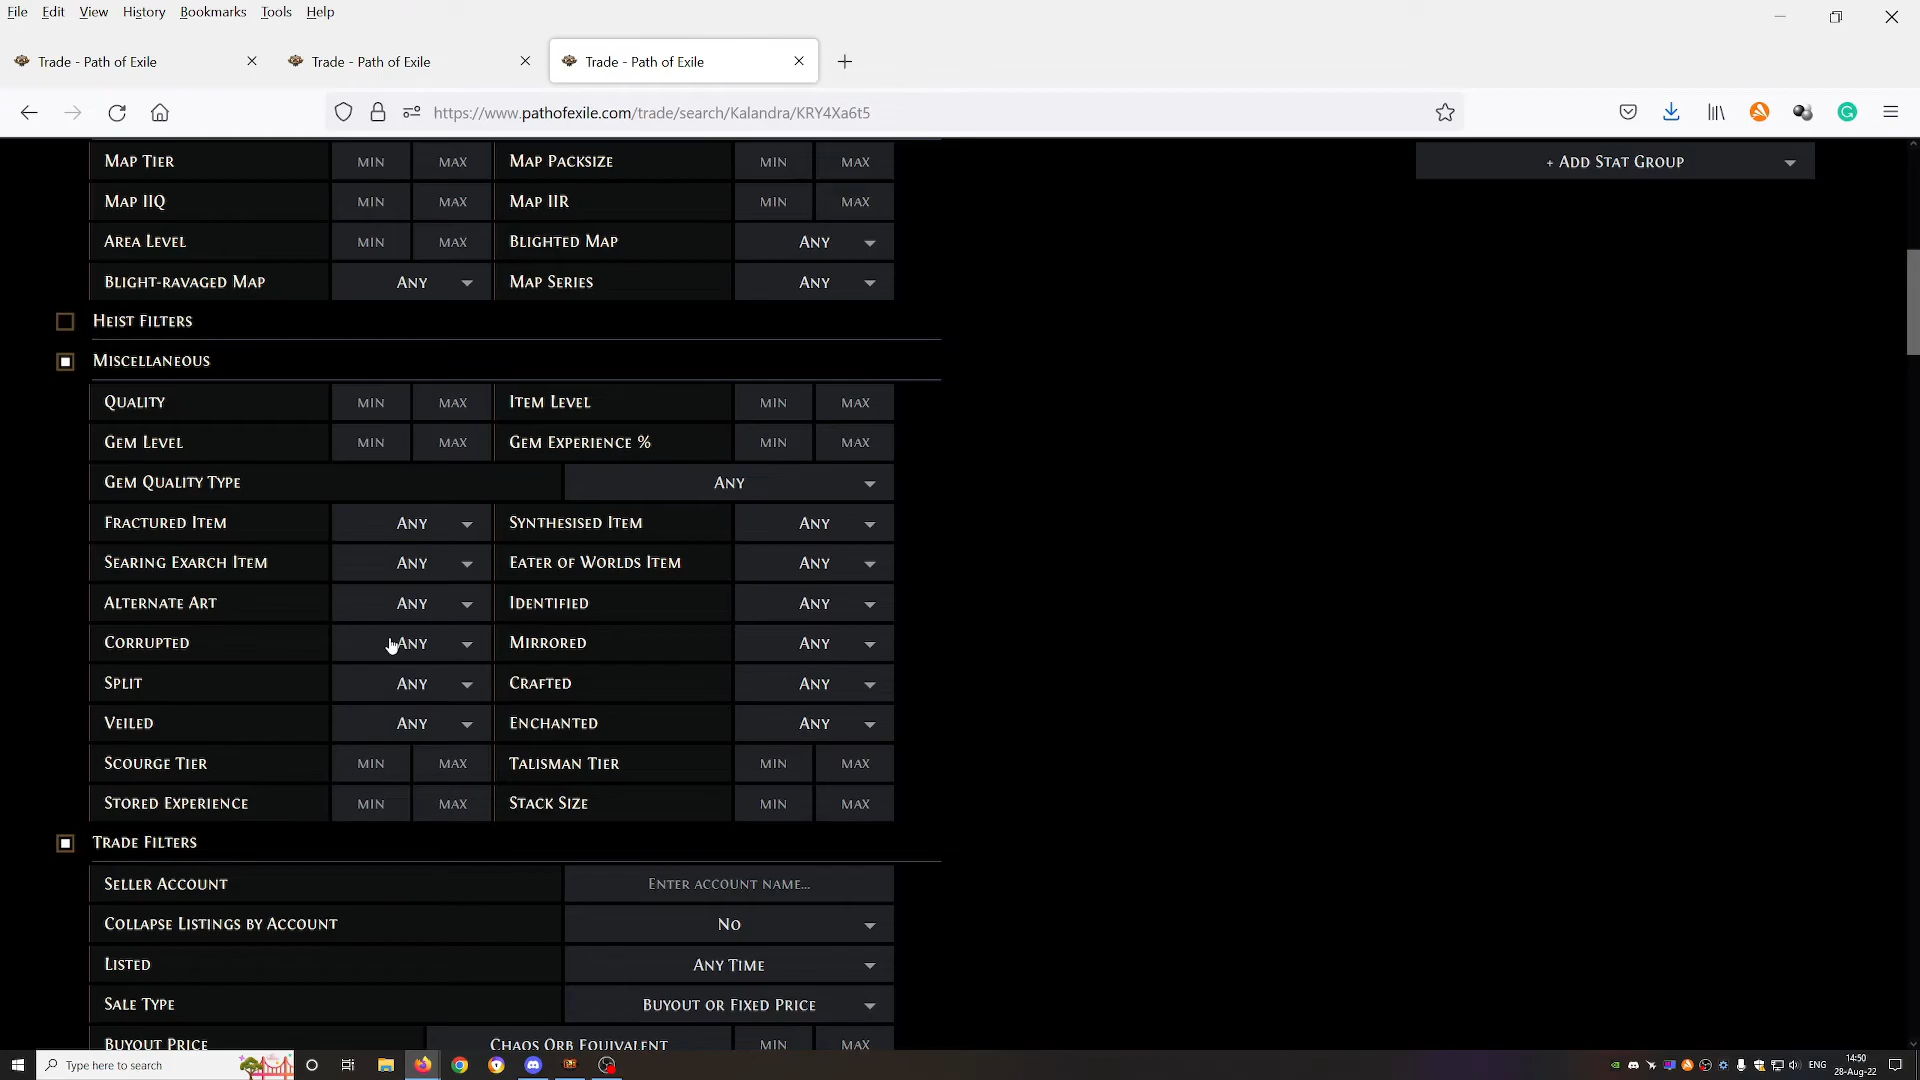 File Edit View History Bookmarks Tools Help
Trade - Path of Exile Trade - Path of Exile Trade - Path of Exile
https://www.pathofexile.com/trade/search/Kalandra/KRY4Xa6t5
Map Tier MIN MAX Map Packsize MIN MAX + Add Stat Group
Map IIQ MIN MAX Map IIR MIN MAX
Area Level MIN MAX Blighted Map Any
Blight-ravaged Map Any Map Series Any
Heist Filters
Miscellaneous
Quality MIN MAX Item Level MIN MAX
Gem Level MIN MAX Gem Experience % MIN MAX
Gem Quality Type Any
Fractured Item Any Synthesised Item Any
Searing Exarch Item Any Eater of Worlds Item Any
Alternate Art Any Identified Any
Corrupted Any Mirrored Any
Split Any Crafted Any
Veiled Any Enchanted Any
Scourge Tier MIN MAX Talisman Tier MIN MAX
Stored Experience MIN MAX Stack Size MIN MAX
Trade Filters
Seller Account Enter account name...
Collapse Listings by Account No
Listed Any Time
Sale Type Buyout or Fixed Price
Buyout Price Chaos Orb Equivalent MIN MAX
Type here to search ENG 14:50
28-Aug-22